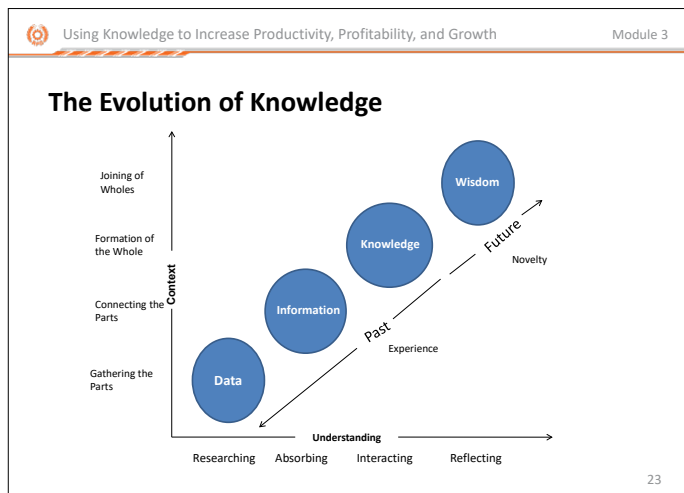 Using Knowledge to Increase Productivity, Profitability, and Growth
Module 3
The Evolution of Knowledge
Joining of
Wholes
Wisdom
Formation of
the Whole
Knowledge
Future
Novelty
Context
Connecting the
Parts
Information
Past
Experience
Gathering the
Parts
Data
Understanding
Researching
Absorbing
Interacting
Reflecting
23